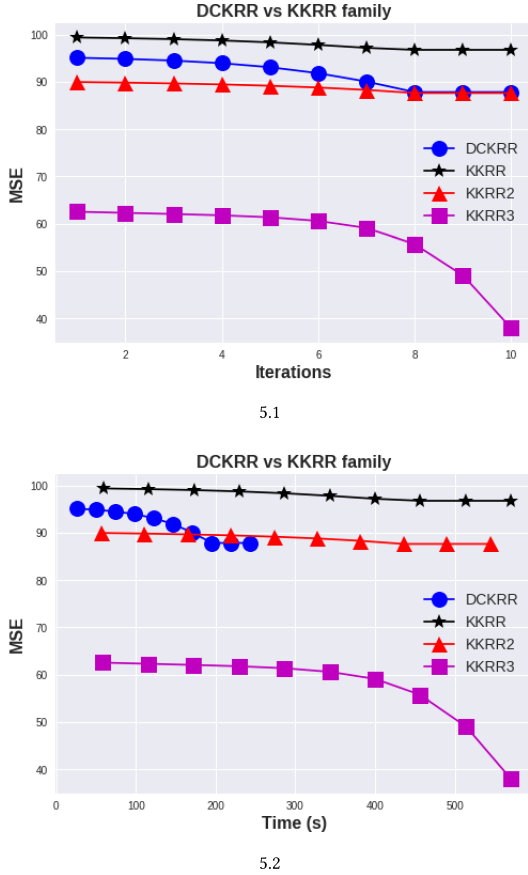 DCKRR vs KKRR family
100
90
80
70
60
50
40
MSE
DCKRR
KKRR
KKRR2
KKRR3
2 4 6 8 10
Iterations
5.1
DCKRR vs KKRR family
100
90
80
70
60
50
40
MSE
DCKRR
KKRR
KKRR2
KKRR3
0 100 200 300 400 500
Time (s)
5.2